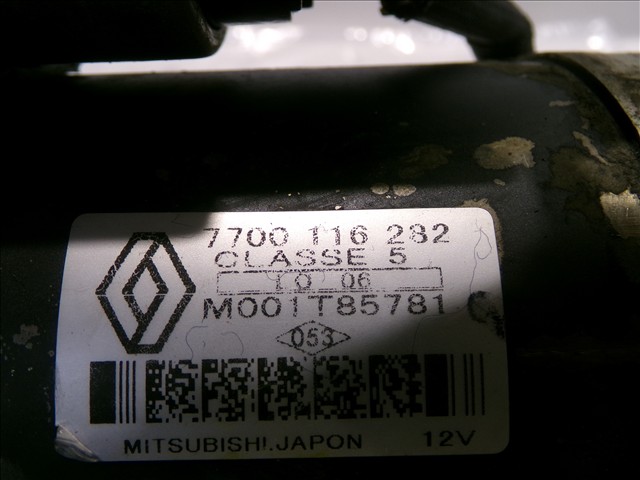 7700 116 282
CLASSE 5
10 06
M001T85781 C
053
MITSUBISHI.JAPON 12V